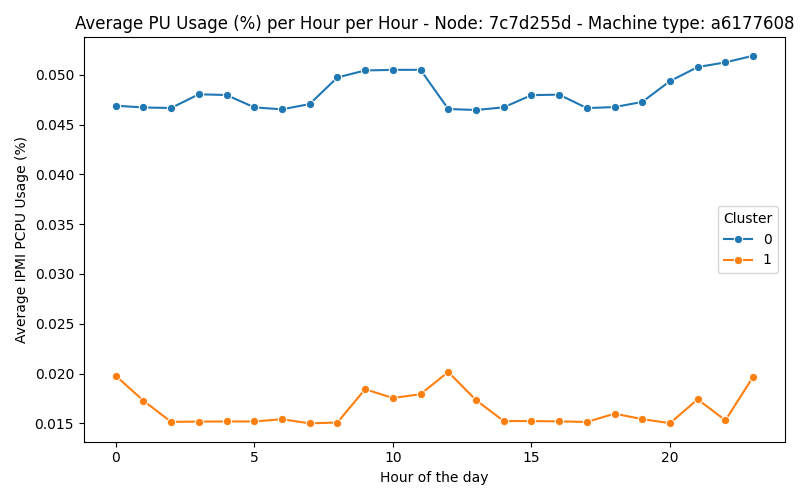 Average PU Usage (%) per Hour per Hour - Node: 7c7d255d - Machine type: a6177608
Average IPMI PCPU Usage (%)
0.050
0.045
0.040
0.035
0.030
0.025
0.020
0.015
Cluster
0
1
0 5 10 15 20
Hour of the day